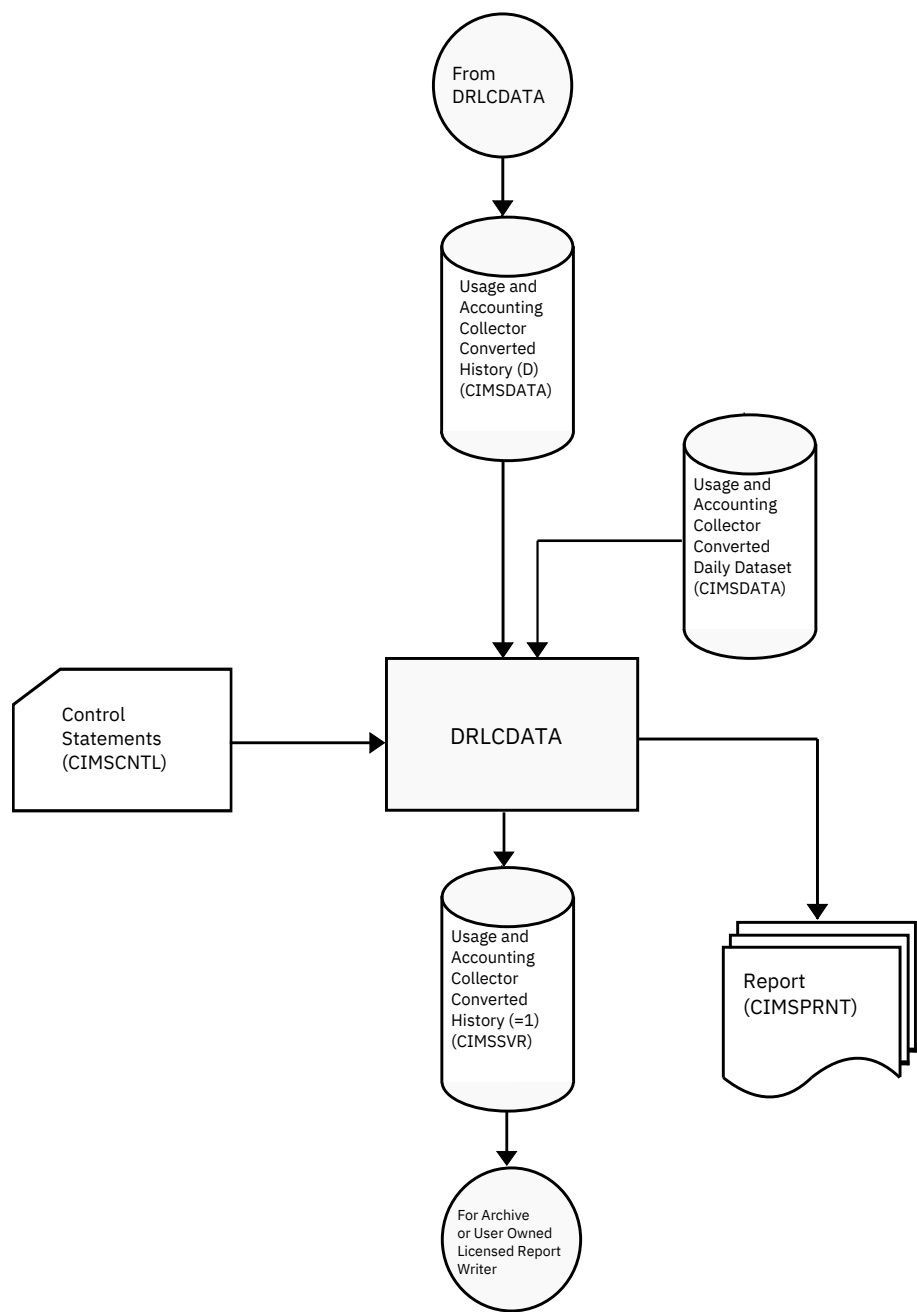 From
DRLCDATA
Usage and
Accounting
Collector
Converted
History (D)
(CIMSDATA)
Usage and
Accounting
Collector
Converted
Daily Dataset
(CIMSDATA)
Control
Statements
(CIMSCNTL)
DRLCDATA
Usage and
Accounting
Collector
Converted
History (=1)
(CIMSSVR)
Report
(CIMSPRNT)
For Archive
or User Owned
Licensed Report
Writer